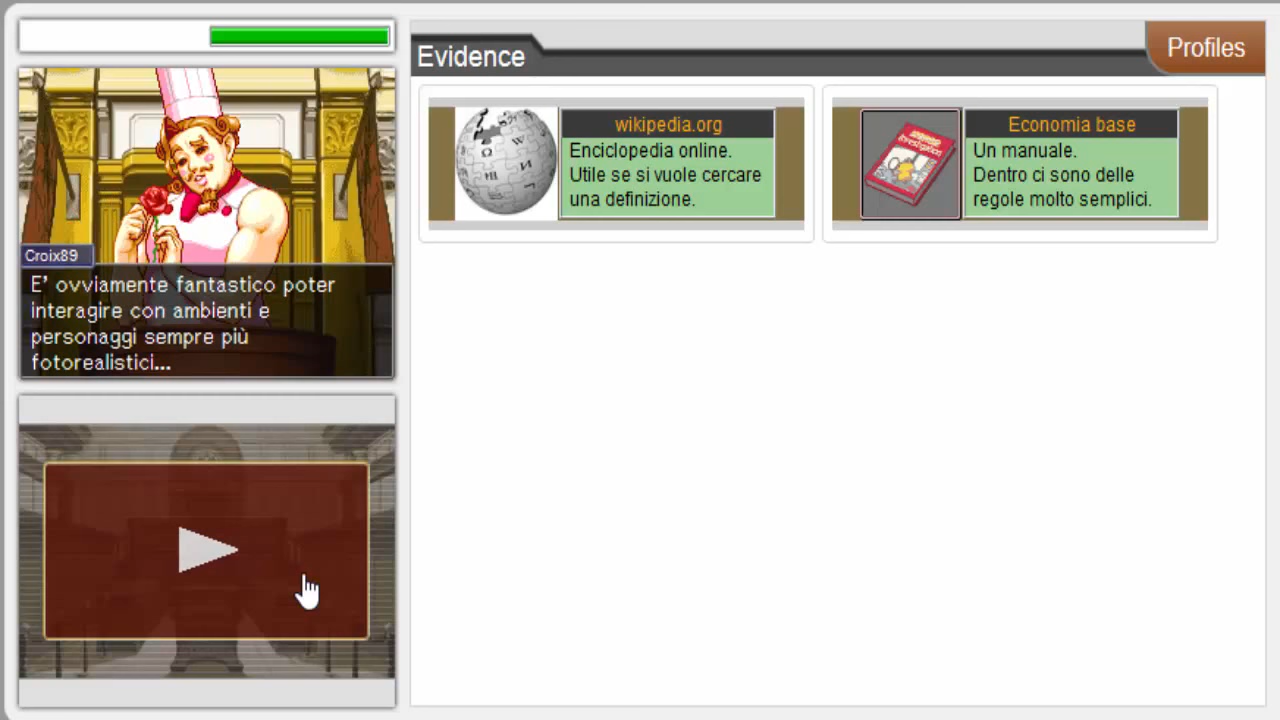 Evidence
Profiles
wikipedia.org
Enciclopedia online.
Utile se si vuole cercare
una definizione.
Economia base
Un manuale.
Dentro ci sono delle
regole molto semplici.
Croix89
E' ovviamente fantastico poter
interagire con ambienti e
personaggi sempre più
fotorealistici...